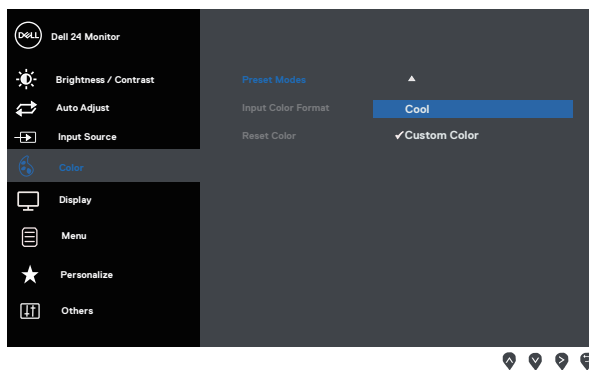 DELL Dell 24 Monitor
Brightness / Contrast
Auto Adjust
Input Source
Color
Display
Menu
Personalize
Others
Preset Modes
Input Color Format
Reset Color
Cool
✓Custom Color